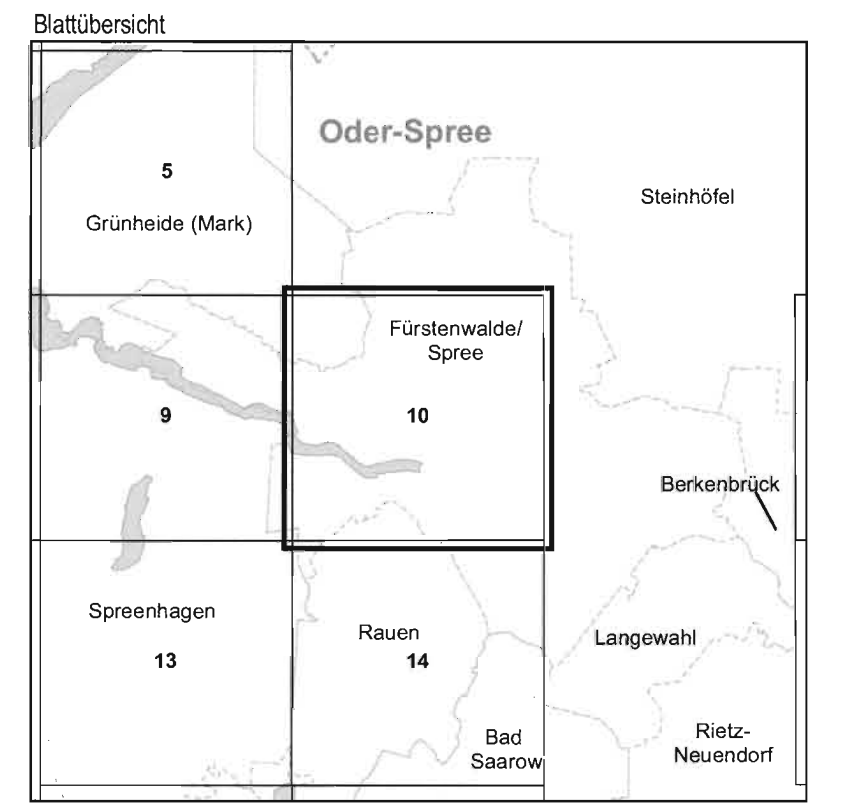 Blattübersicht
Oder-Spree
5
Steinhöfel
Grünheide (Mark)
Fürstenwalde/
Spree
9
10
Berkenbrück
Spreenhagen
Rauen
Langewahl
13
14
Bad
Saarow
Rietz-
Neuendorf